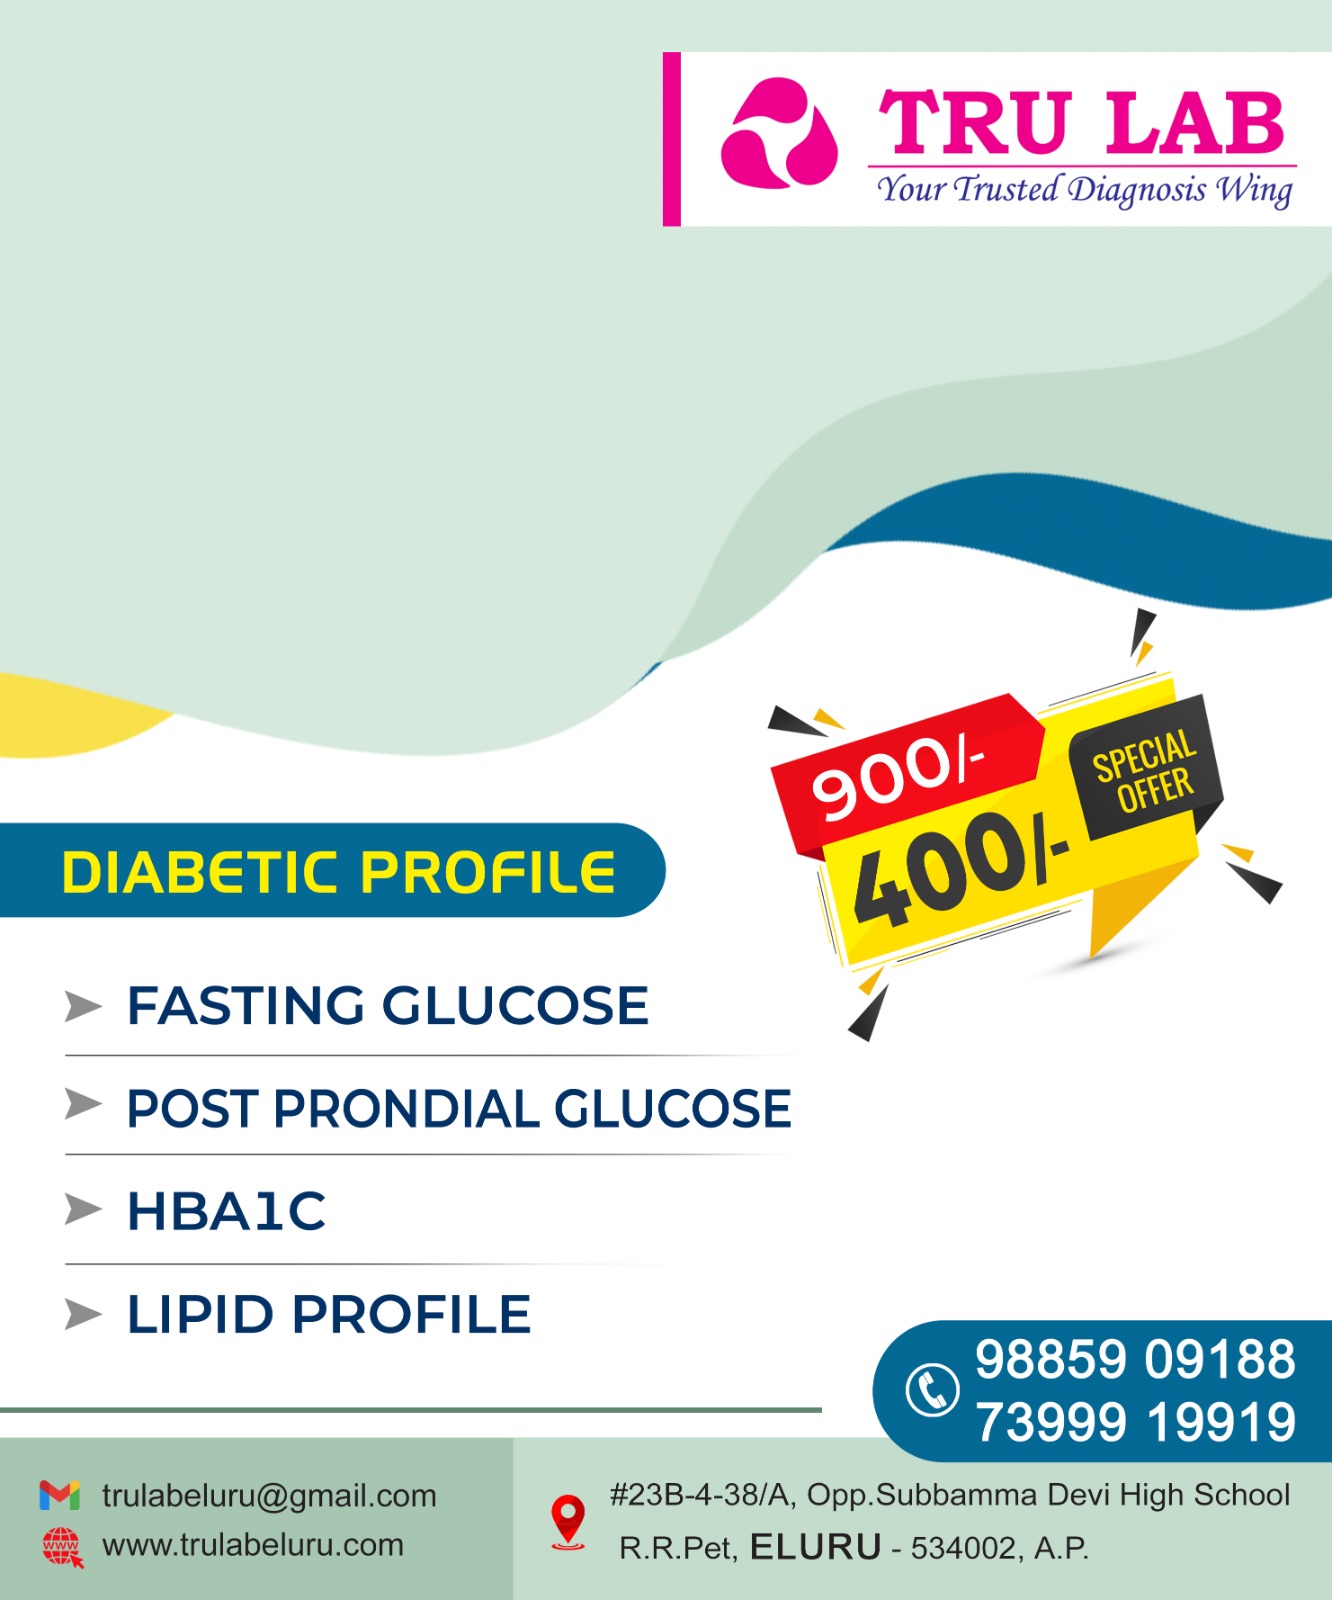 TRU LAB
Your Trusted Diagnosis Wing
900/-
400/-
SPECIAL
OFFER
DIABETIC PROFILE
FASTING GLUCOSE
POST PRONDIAL GLUCOSE
HBA1C
LIPID PROFILE
98859 09188
73999 19919
trulabeluru@gmail.com
www.trulabeluru.com
#23B-4-38/A, Opp.Subbamma Devi High School
R.R.Pet, ELURU - 534002, A.P.